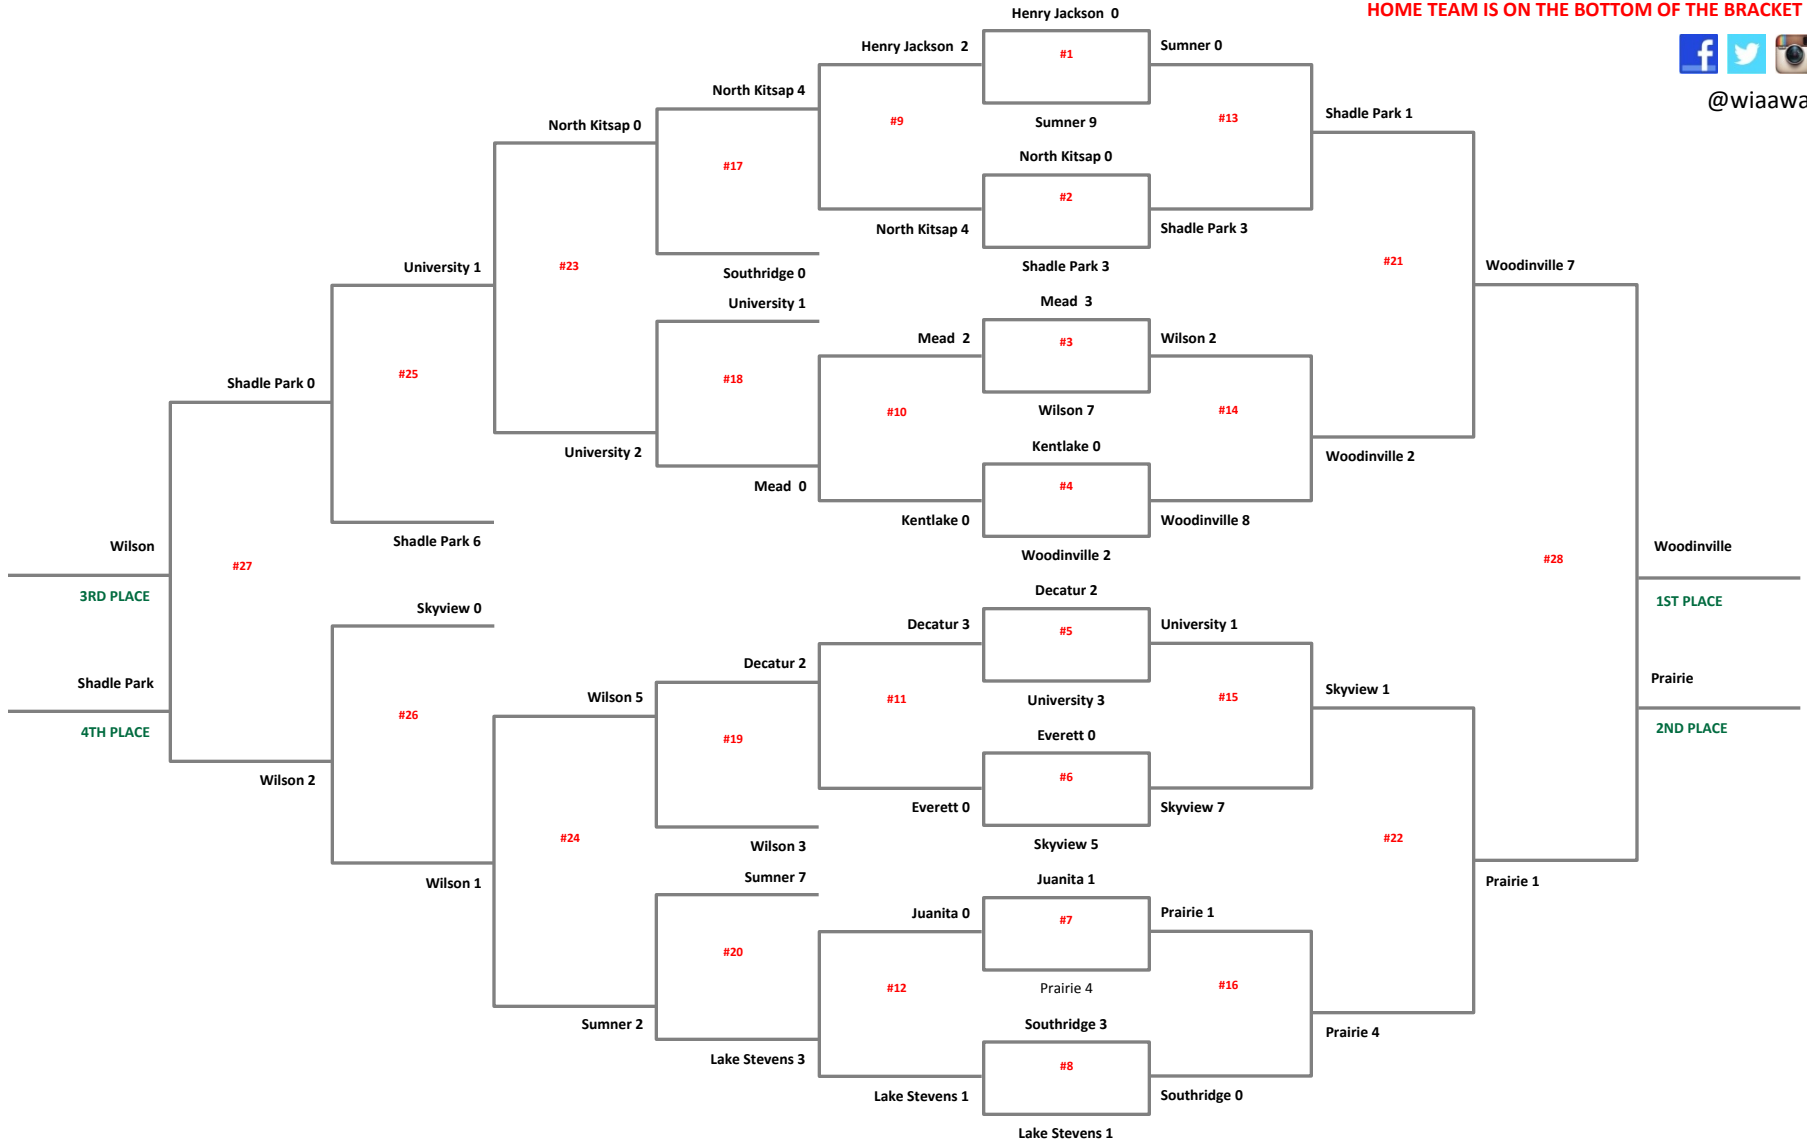 Henry Jackson 0
HOME TEAM IS ON THE BOTTOM OF THE BRACKET
Henry Jackson 2
#1
Sumner 0
North Kitsap 4
@wiaawa
North Kitsap 0
#9
Sumner 9
#13
Shadle Park 1
#17
North Kitsap 0
#2
North Kitsap 4
Shadle Park 3
University 1
#23
Southridge 0
Shadle Park 3
#21
Woodinville 7
University 1
Mead 3
Mead 2
#3
Wilson 2
Shadle Park 0
#25
#18
#10
Wilson 7
#14
University 2
Kentlake 0
Woodinville 2
Mead 0
#4
Kentlake 0
Woodinville 8
Wilson
Shadle Park 6
Woodinville 2
Woodinville
#27
#28
3RD PLACE
Skyview 0
Decatur 2
1ST PLACE
Decatur 3
#5
University 1
Shadle Park
Decatur 2
Prairie
Wilson 5
#11
University 3
#15
Skyview 1
4TH PLACE
#26
#19
Everett 0
2ND PLACE
Wilson 2
#6
Everett 0
Skyview 7
#24
Wilson 3
Skyview 5
#22
Wilson 1
Sumner 7
Juanita 1
Prairie 1
Juanita 0
#7
Prairie 1
#20
#12
Prairie 4
#16
Sumner 2
Southridge 3
Prairie 4
Lake Stevens 3
#8
Lake Stevens 1
Southridge 0
Lake Stevens 1